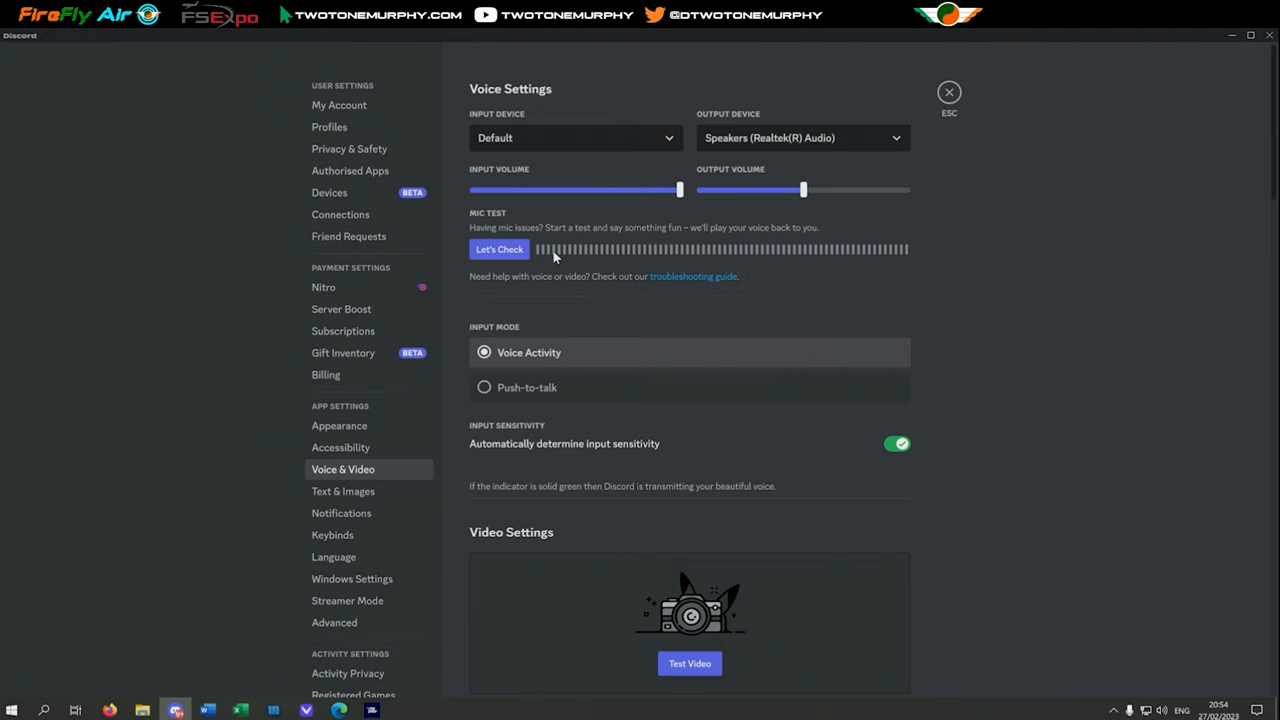 FireFly Air FSExpo TWOTONEMURPHY.COM TWOTONEMURPHY @DTWOTONEMURPHY
Discord
USER SETTINGS
My Account
Profiles
Privacy & Safety
Authorised Apps
Devices BETA
Connections
Friend Requests
PAYMENT SETTINGS
Nitro
Server Boost
Subscriptions
Gift Inventory BETA
Billing
APP SETTINGS
Appearance
Accessibility
Voice & Video
Text & Images
Notifications
Keybinds
Language
Windows Settings
Streamer Mode
Advanced
ACTIVITY SETTINGS
Activity Privacy
Registered Games
Voice Settings
ESC
INPUT DEVICE OUTPUT DEVICE
Default Speakers (Realtek(R) Audio)
INPUT VOLUME OUTPUT VOLUME
MIC TEST
Having mic issues? Start a test and say something fun – we'll play your voice back to you.
Let's Check
Need help with voice or video? Check out our troubleshooting guide.
INPUT MODE
Voice Activity
Push-to-talk
INPUT SENSITIVITY
Automatically determine input sensitivity
If the indicator is solid green then Discord is transmitting your beautiful voice.
Video Settings
Test Video
ENG 20:54
27/02/2023